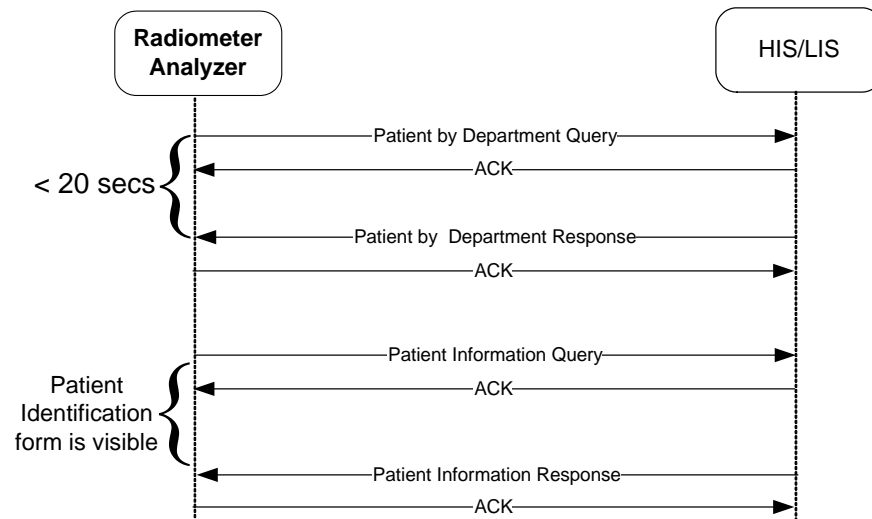 Radiometer
Analyzer
HIS/LIS
Patient by Department Query
ACK
< 20 secs
Patient by Department Response
ACK
Patient Information Query
ACK
Patient
Identification
form is visible
Patient Information Response
ACK